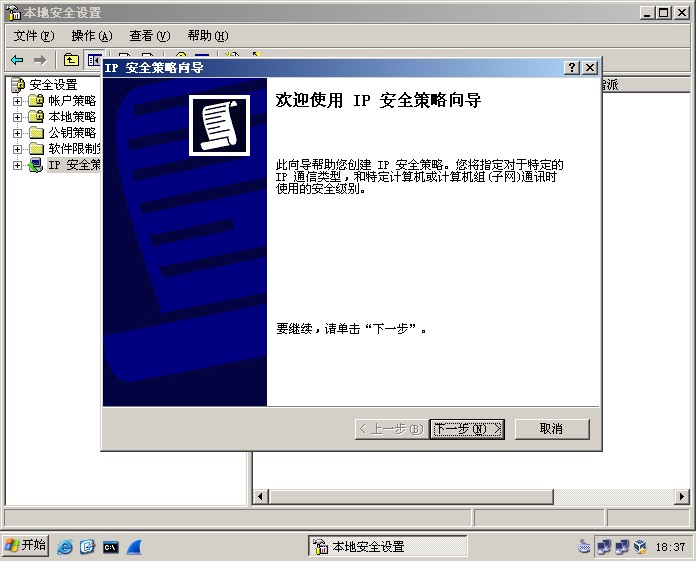 本地安全设置
文件(F) 操作(A) 查看(V) 帮助(H)
IP 安全策略向导
安全设置
帐户策略
本地策略
公钥策略
软件限制
IP 安全策
指派
欢迎使用 IP 安全策略向导
此向导帮助您创建 IP 安全策略。您将指定对于特定的
IP 通信类型，和特定计算机或计算机组(子网)通讯时
使用的安全级别。
要继续，请单击“下一步”。
< 上一步(B)
下一步(N) >
取消
开始
C:\
本地安全设置
18:37